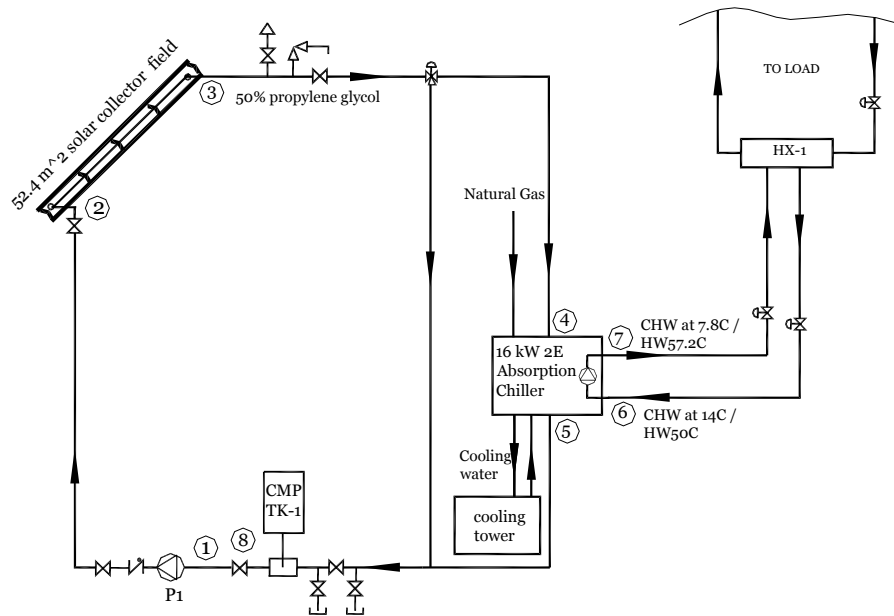 52.4 m^2 solar collector field
3
50% propylene glycol
2
TO LOAD
HX-1
Natural Gas
4
7
CHW at 7.8C /
HW57.2C
16 kW 2E
Absorption
Chiller
6
CHW at 14C /
HW50C
5
Cooling
water
cooling
tower
CMP
TK-1
1
8
P1